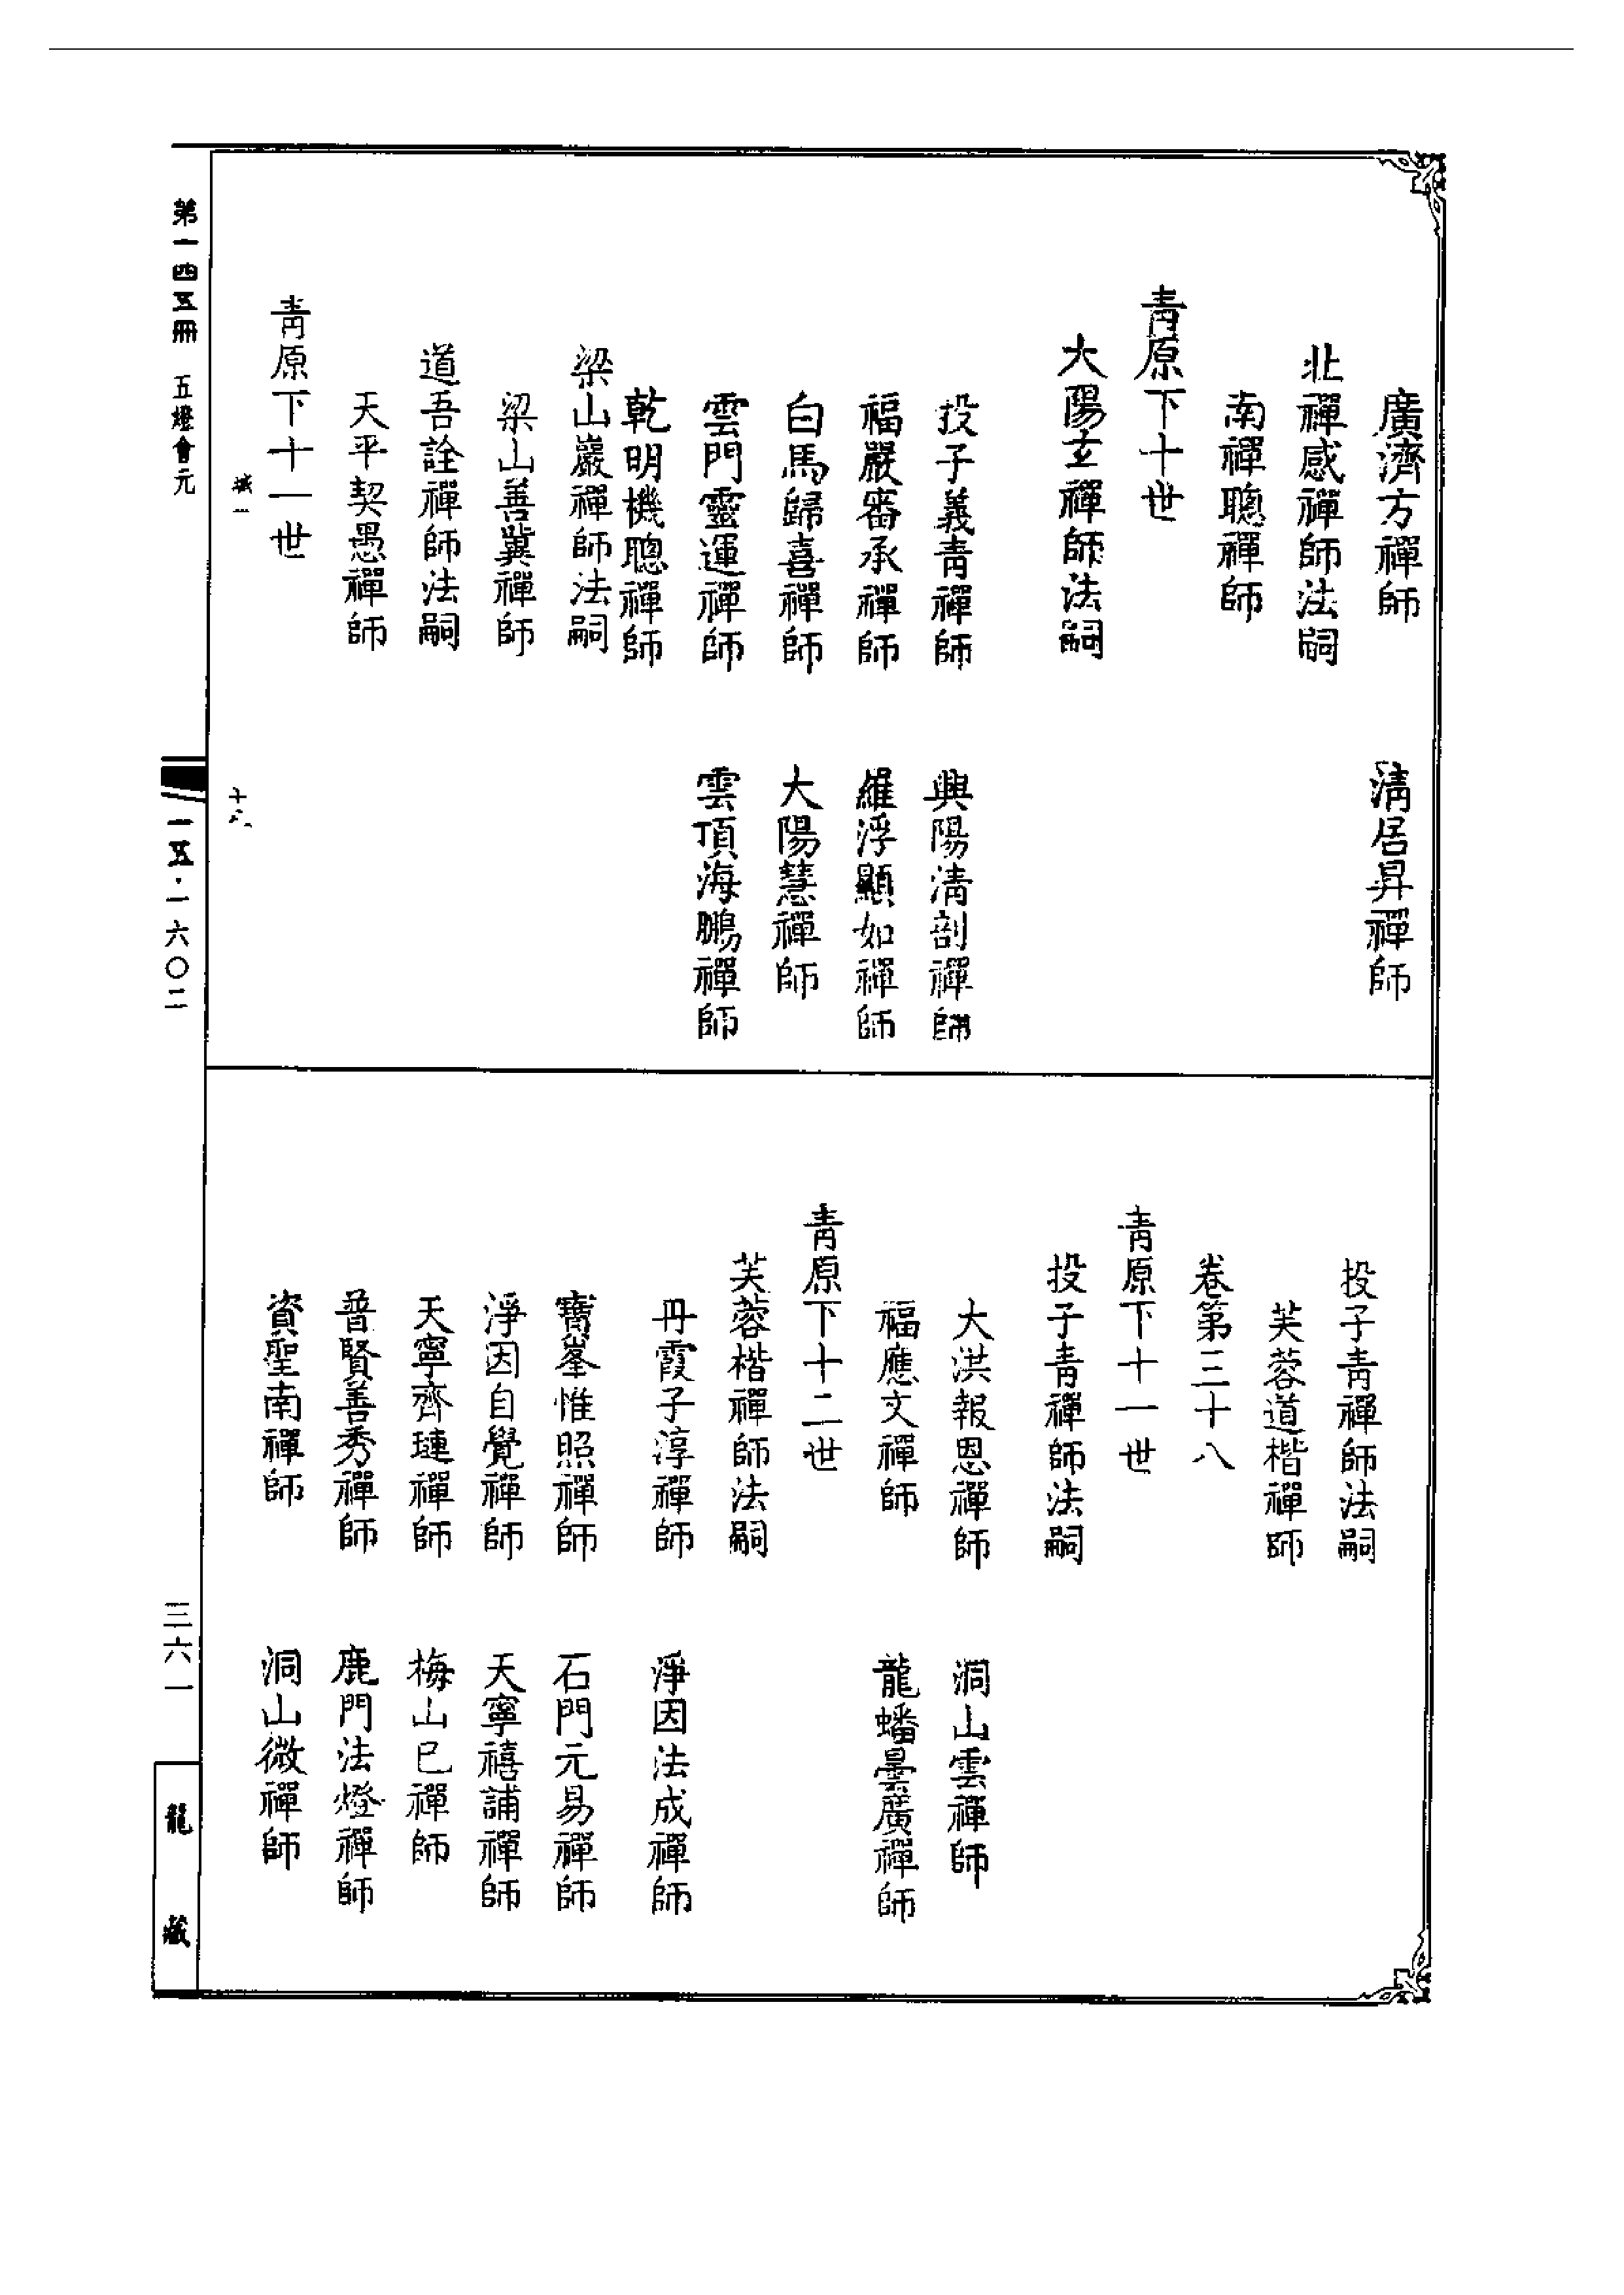 廣濟方禪師　清居昇禪師
北禪感禪師法嗣
南禪聰禪師
青原下十世
大陽玄禪師法嗣
投子義青禪師　興陽清剖禪師
福嚴審承禪師　羅浮顯如禪師
白馬歸喜禪師　大陽慧禪師
雲門靈運禪師　雲頂海鵬禪師
乾明機聰禪師
梁山巖禪師法嗣
梁山善冀禪師
道吾詮禪師法嗣
天平契愚禪師
青原下十一世
投子青禪師法嗣
芙蓉道楷禪師
卷第三十八
青原下十一世
投子青禪師法嗣
大洪報恩禪師　洞山雲禪師
福應文禪師　龍蟠曇廣禪師
青原下十二世
芙蓉楷禪師法嗣
丹霞子淳禪師　淨因法成禪師
寶峯惟照禪師　石門元易禪師
淨因自覺禪師　天寧禧誧禪師
天寧齊璉禪師　梅山己禪師
普賢善秀禪師　鹿門法燈禪師
資聖南禪師　洞山微禪師
第一四五冊　五燈會元
一五·一六〇二
三六一
龍藏